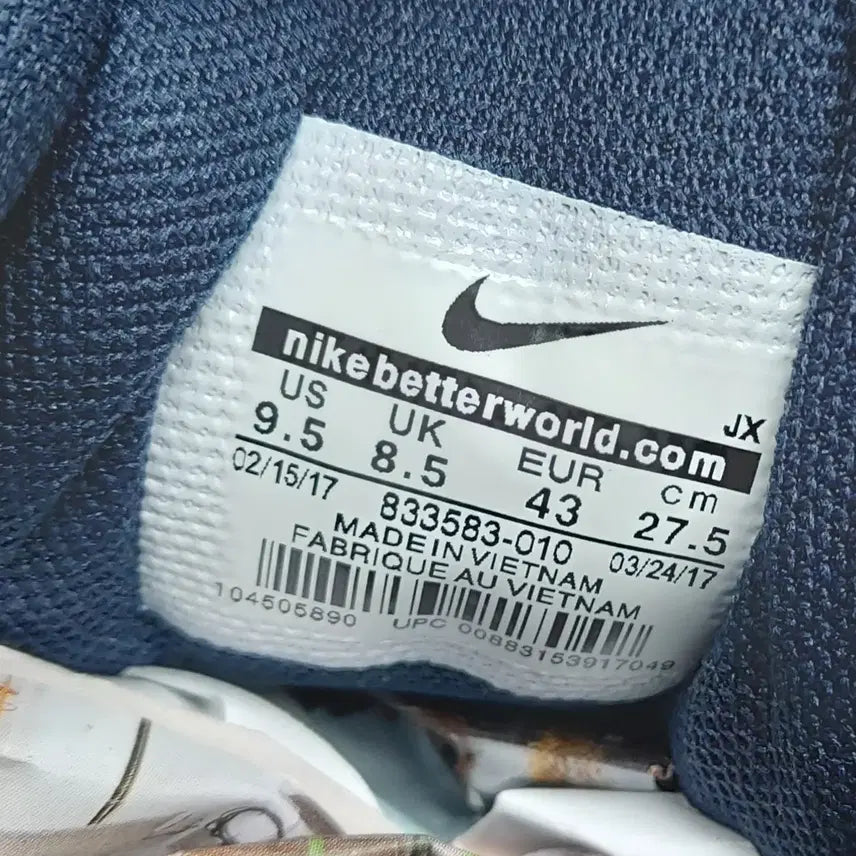 nikebetterworld.com
JX
US UK EUR cm
9.5 8.5 43 27.5
02/15/17 833583-010 03/24/17
MADE IN VIETNAM
FABRIQUE AU VIETNAM
104505890 UPC 00883153917049